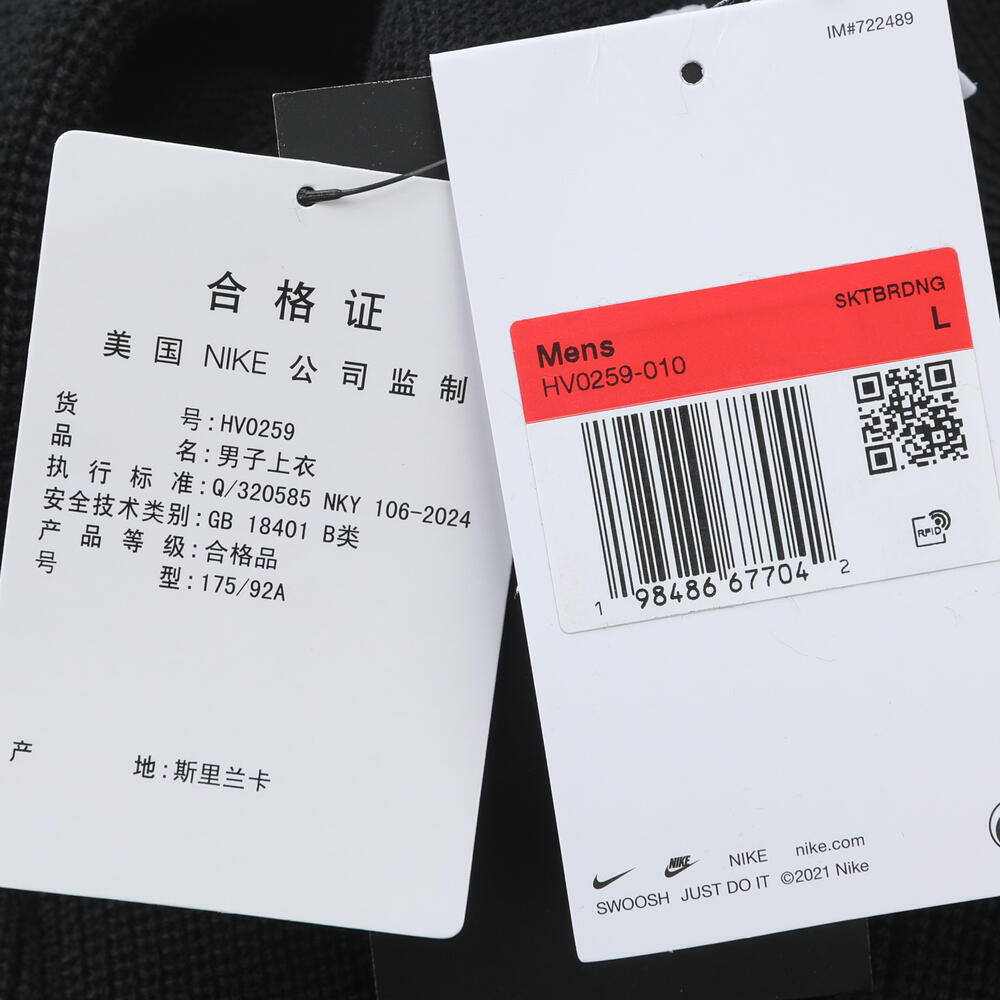 合格证
美国 NIKE 公司监制
货号:HV0259
品名:男子上衣
执行标准:Q/320585 NKY 106-2024
安全技术类别:GB 18401 B类
产品等级:合格品
号型:175/92A
产地:斯里兰卡
IM#722489
SKTBRDNG
Mens L
HV0259-010
RFID
1 98486 67704 2
NIKE
NIKE nike.com
SWOOSH JUST DO IT ©2021 Nike